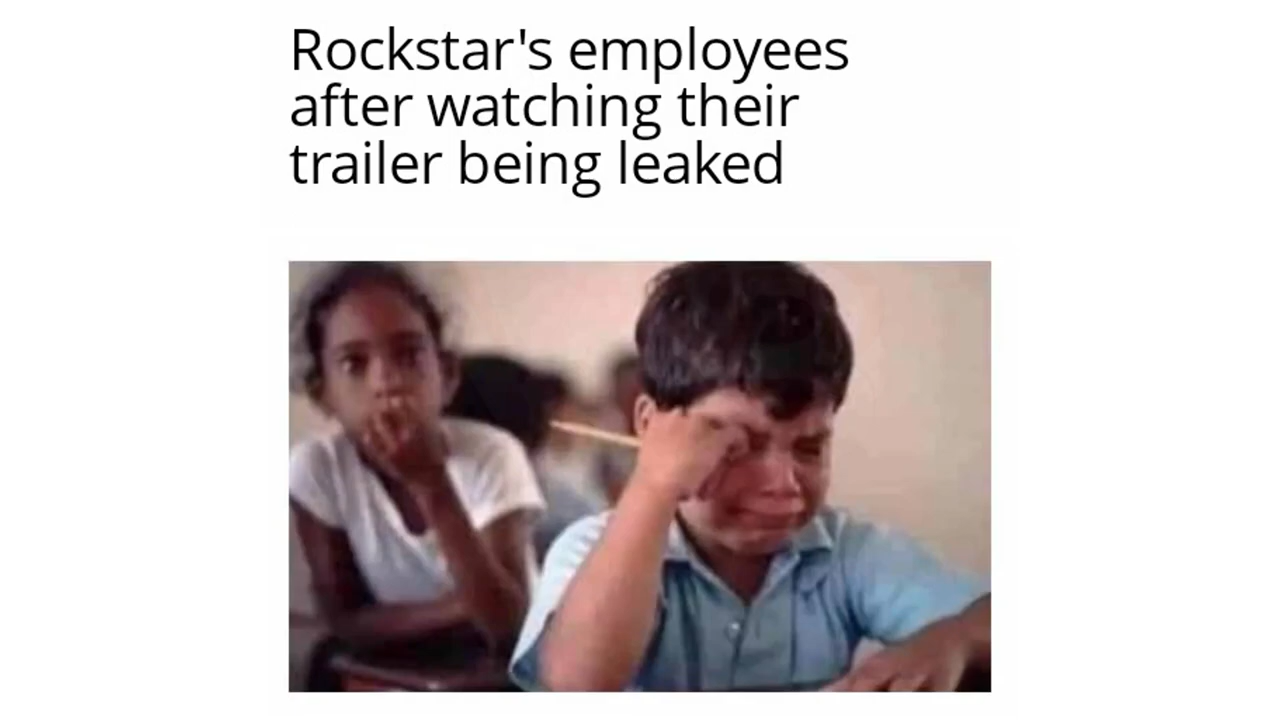 Rockstar's employees
after watching their
trailer being leaked